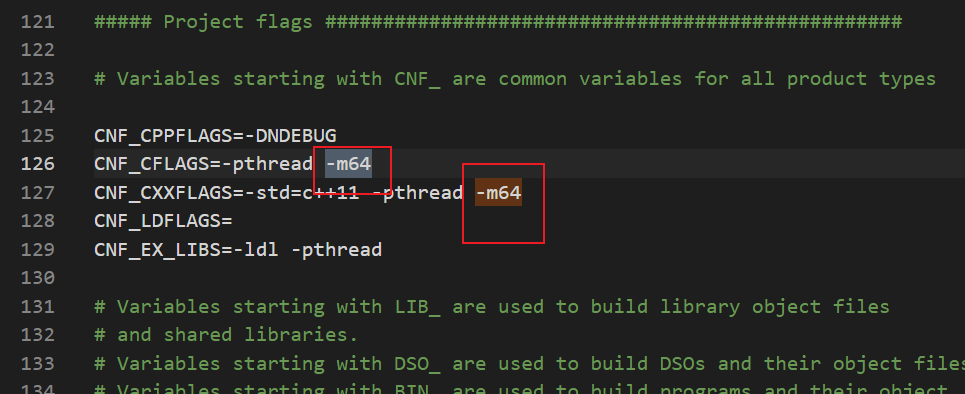 121 ##### Project flags ##################################################
122
123 # Variables starting with CNF_ are common variables for all product types
124
125 CNF_CPPFLAGS=-DNDEBUG
126 CNF_CFLAGS=-pthread -m64
127 CNF_CXXFLAGS=-std=c++11 -pthread -m64
128 CNF_LDFLAGS=
129 CNF_EX_LIBS=-ldl -pthread
130
131 # Variables starting with LIB_ are used to build library object files
132 # and shared libraries.
133 # Variables starting with DSO_ are used to build DSOs and their object files
134 # Variables starting with BIN_ are used to build programs and their object